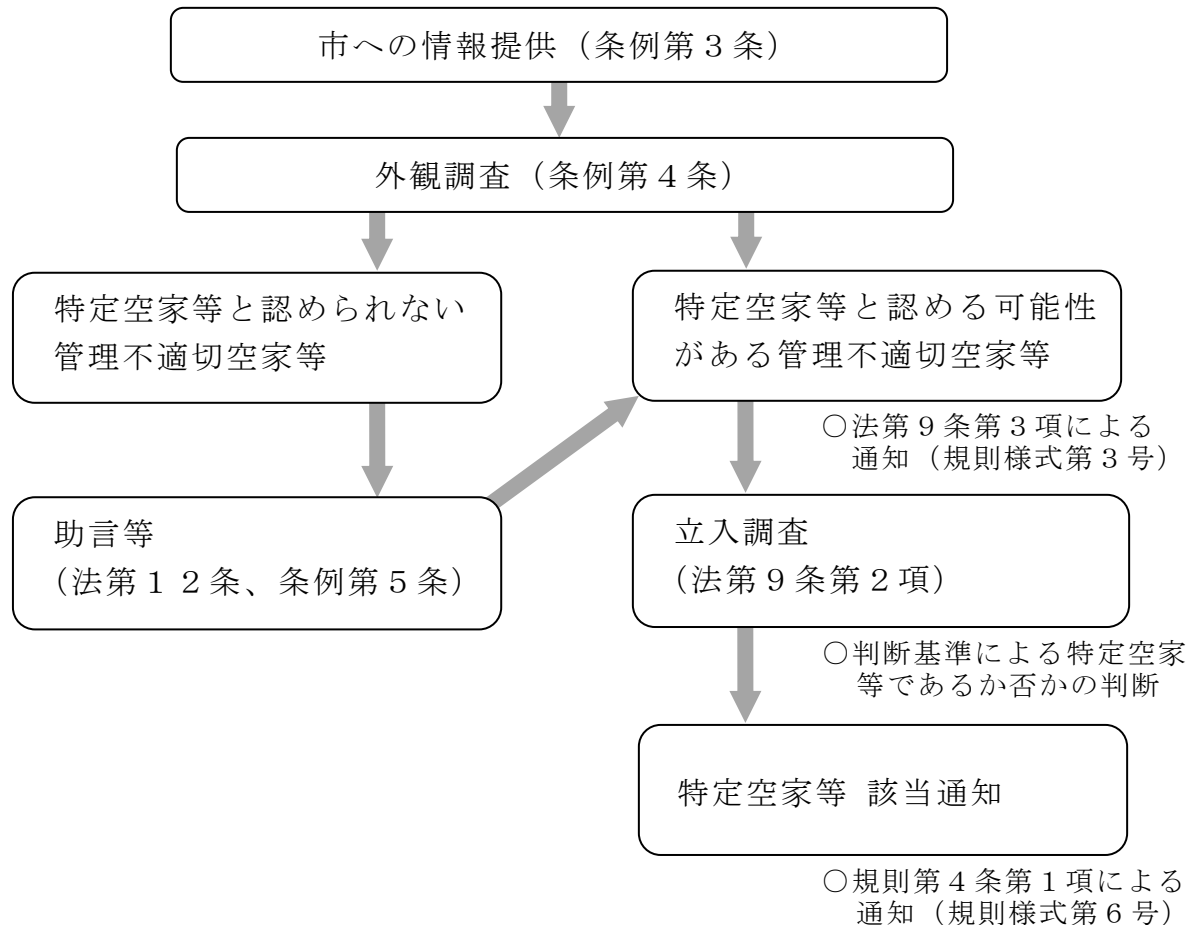 市への情報提供（条例第３条）
外観調査（条例第４条）
特定空家等と認められない
管理不適切空家等
特定空家等と認める可能性
がある管理不適切空家等
○法第９条第３項による
通知（規則様式第３号）
助言等
（法第１２条、条例第５条）
立入調査
（法第９条第２項）
○判断基準による特定空家
等であるか否かの判断
特定空家等 該当通知
○規則第４条第１項による
通知（規則様式第６号）